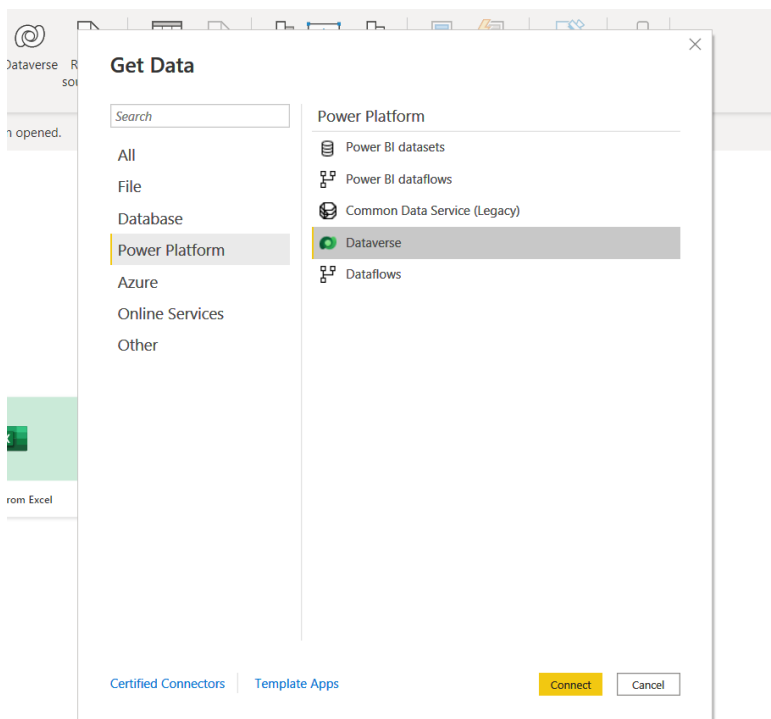 Dataverse
Get Data
Search
All
File
Database
Power Platform
Azure
Online Services
Other
Power Platform
Power BI datasets
Power BI dataflows
Common Data Service (Legacy)
Dataverse
Dataflows
opened.
Excel
Certified Connectors
Template Apps
Connect
Cancel